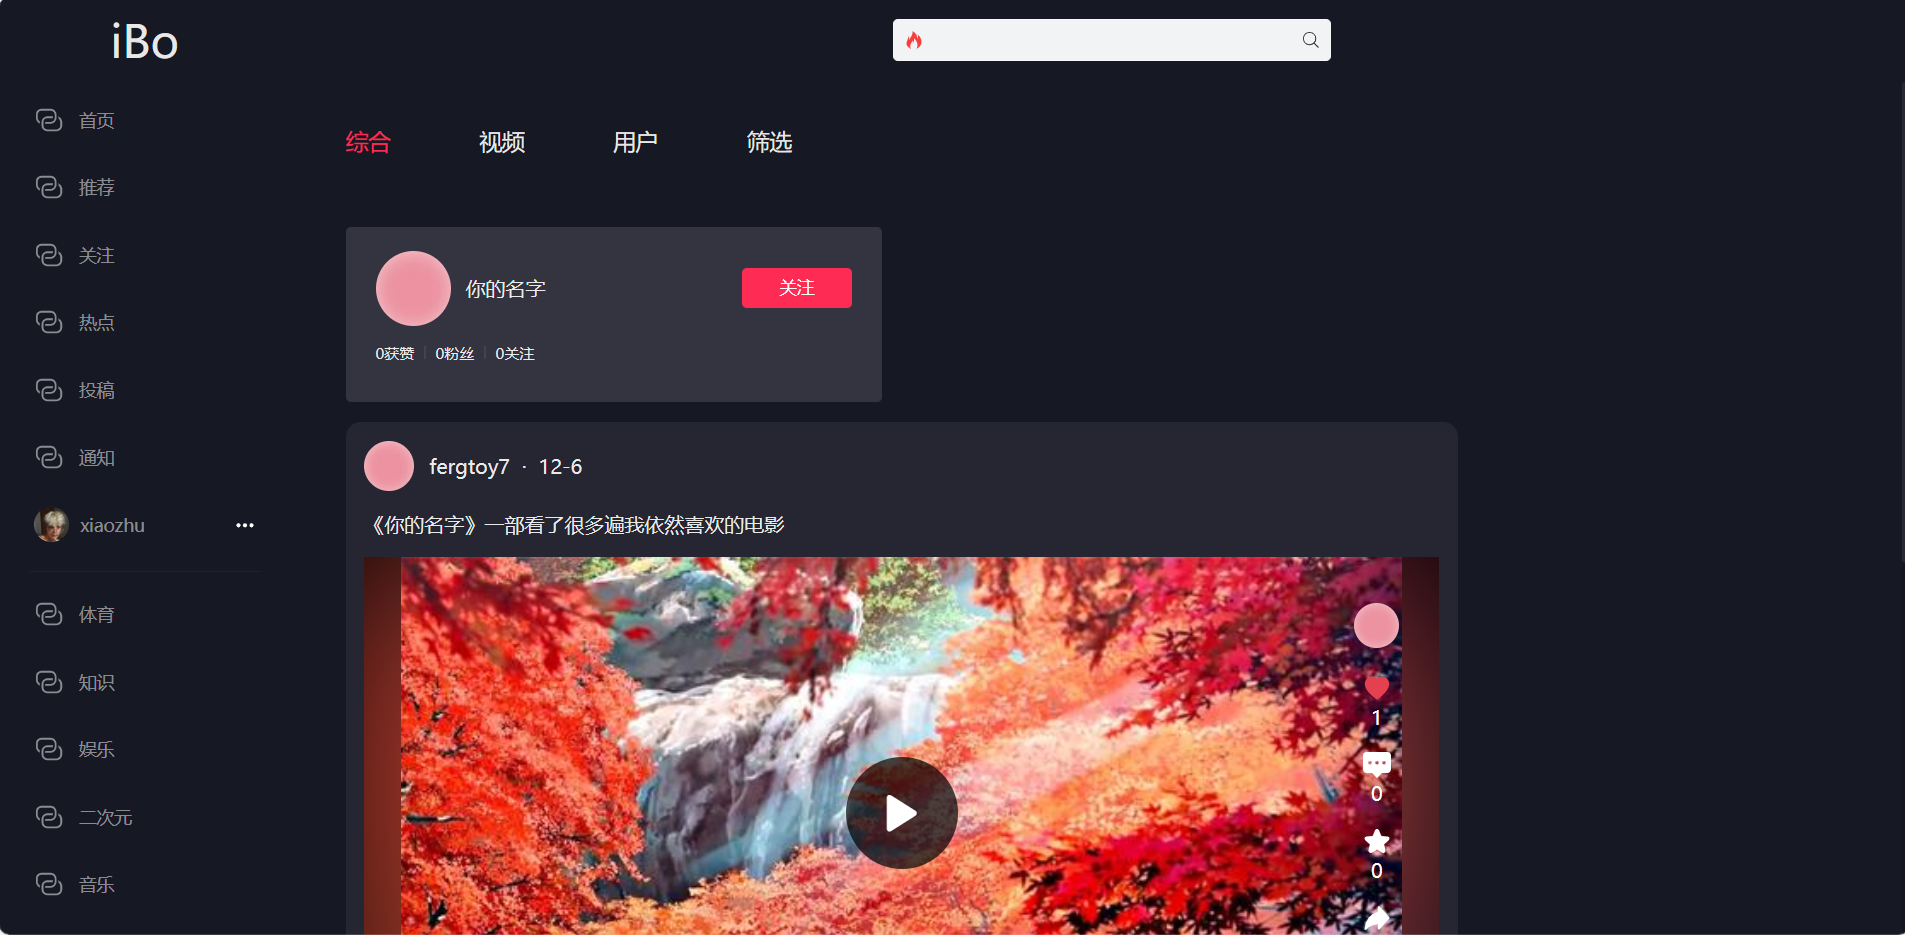 iBo
首页
推荐
关注
热点
投稿
通知
xiaozhu
体育
知识
娱乐
二次元
音乐
综合 视频 用户 筛选
你的名字 关注
0获赞 0粉丝 0关注
fergtoy7 · 12-6
《你的名字》一部看了很多遍我依然喜欢的电影
1
0
0